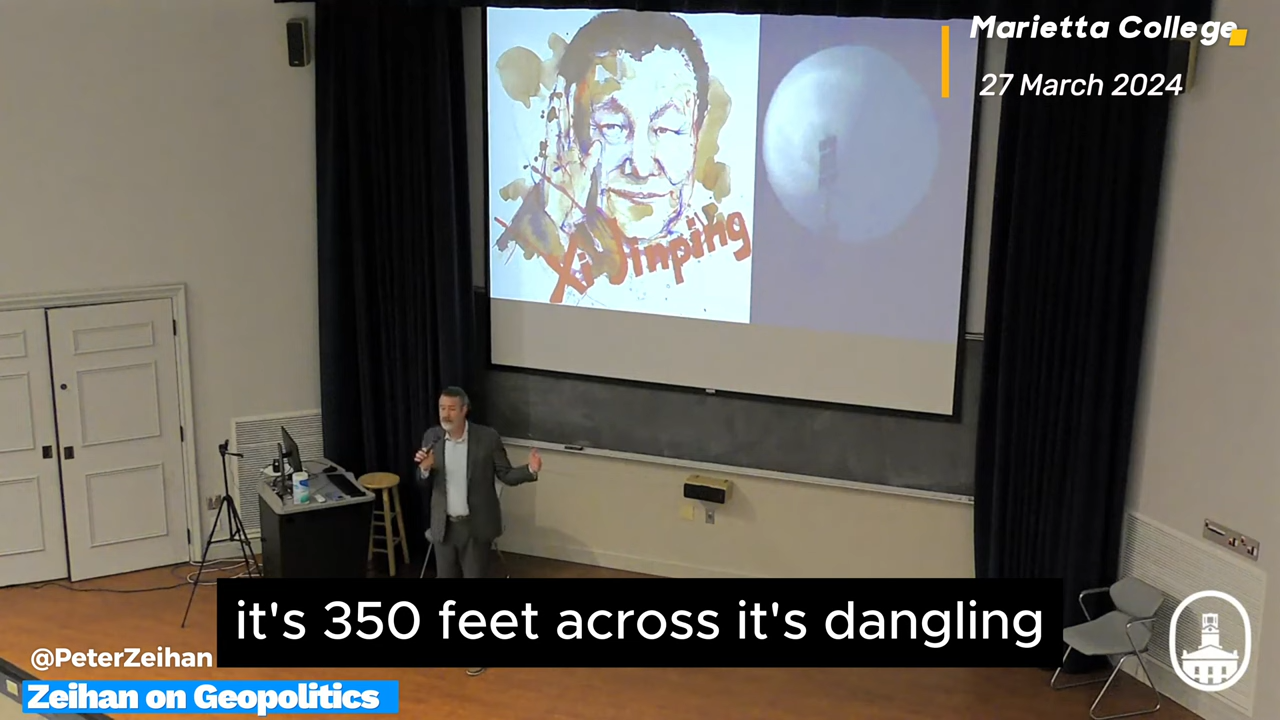 Marietta College
27 March 2024
Xi Jinping
it's 350 feet across it's dangling
@PeterZeihan
Zeihan on Geopolitics